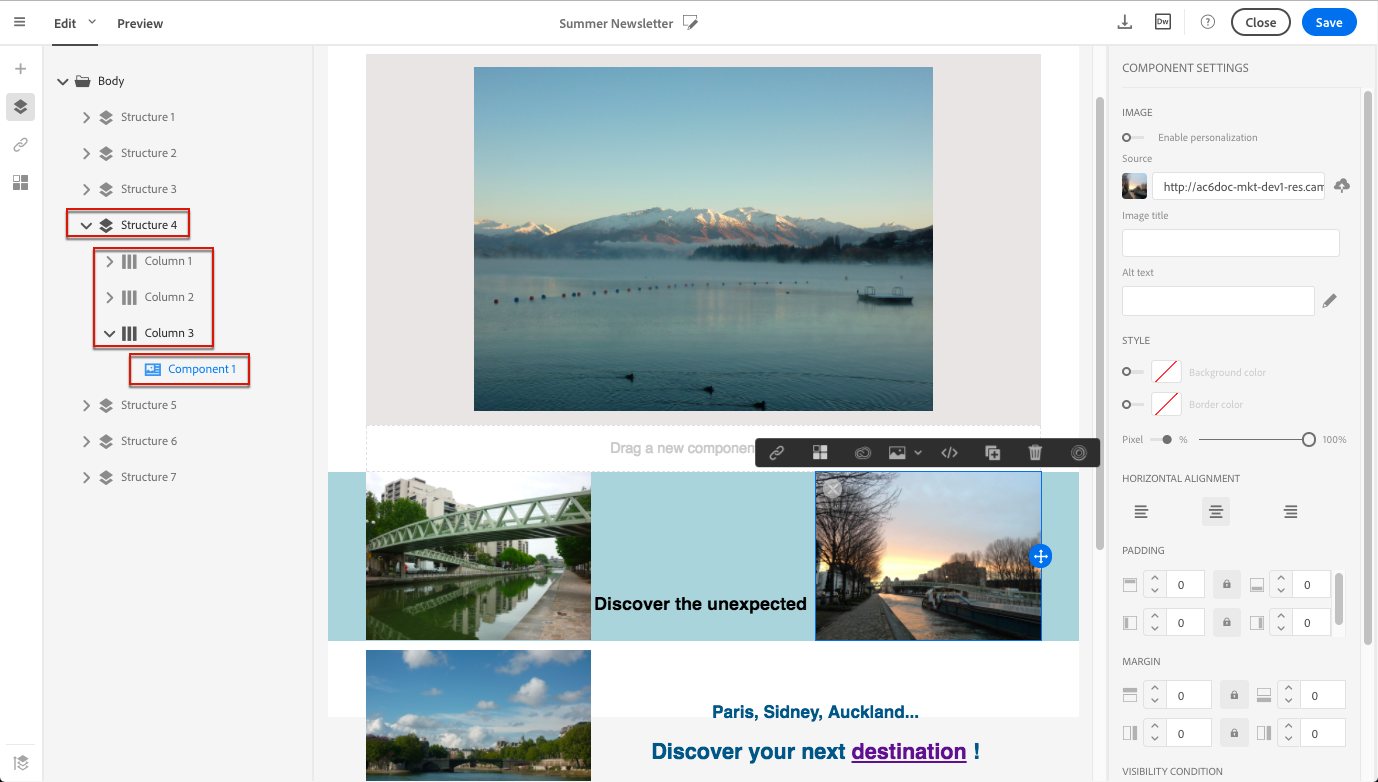 Edit
Preview
Summer Newsletter
Dw
?
Close
Save
Body
Structure 1
Structure 2
Structure 3
Structure 4
Column 1
Column 2
Column 3
Component 1
Structure 5
Structure 6
Structure 7
Drag a new componen
Discover the unexpected
Paris, Sidney, Auckland...
Discover your next destination !
COMPONENT SETTINGS
IMAGE
Enable personalization
Source
http://ac6doc-mkt-dev1-res.cam
Image title
Alt text
STYLE
Background color
Border color
Pixel % 100%
HORIZONTAL ALIGNMENT
PADDING
0 0
0 0
MARGIN
0 0
0 0
VISIBILITY CONDITION